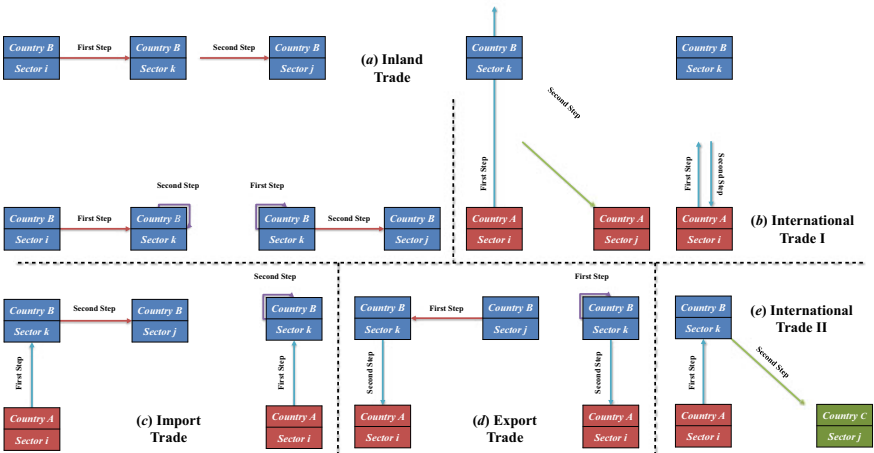 Country B
Sector i
First Step
Country B
Sector k
Second Step
Country B
Sector j
(a) Inland
Trade
Country B
Sector i
First Step
Country B
Sector k
Second Step
First Step
Country B
Sector k
Second Step
Country B
Sector j
Country B
Sector k
First Step
Second Step
Country A
Sector i
Country A
Sector j
Country B
Sector k
First Step
Second Step
Country A
Sector i
(b) International
Trade I
Country B
Sector k
Second Step
Country B
Sector j
First Step
Country A
Sector i
Second Step
Country B
Sector k
First Step
Country A
Sector i
(c) Import
Trade
Country B
Sector k
First Step
Country B
Sector j
Second Step
Country A
Sector i
First Step
Country B
Sector k
Second Step
Country A
Sector i
(d) Export
Trade
Country B
Sector k
First Step
Second Step
Country A
Sector i
Country C
Sector j
(e) International
Trade II